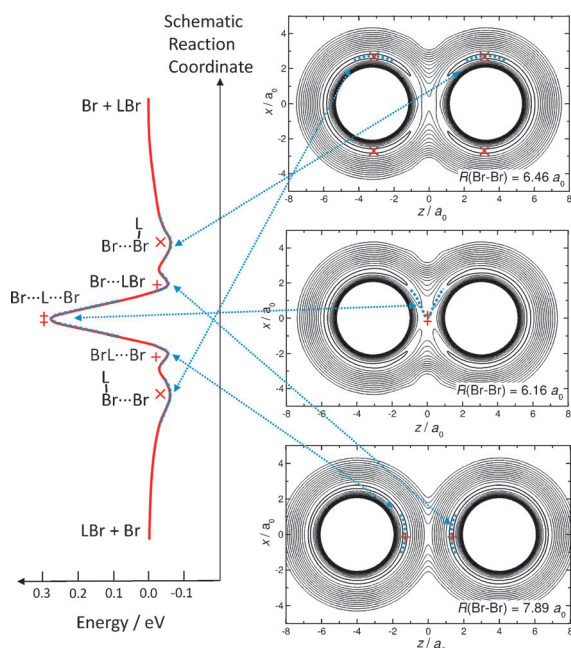 Schematic
Reaction
Coordinate
Br + LBr
L
Br···Br
Br···LBr
Br···L···Br
BrL···Br
L
Br···Br
LBr + Br
0.3 0.2 0.1 0.0 -0.1
Energy / eV
x / a₀
4
2
0
-2
-4
R(Br-Br) = 6.46 a₀
-8 -6 -4 -2 0 2 4 6 8
z / a₀
x / a₀
4
2
0
-2
-4
R(Br-Br) = 6.16 a₀
-8 -6 -4 -2 0 2 4 6 8
z / a₀
x / a₀
4
2
0
-2
-4
R(Br-Br) = 7.89 a₀
-8 -6 -4 -2 0 2 4 6 8
z / a₀